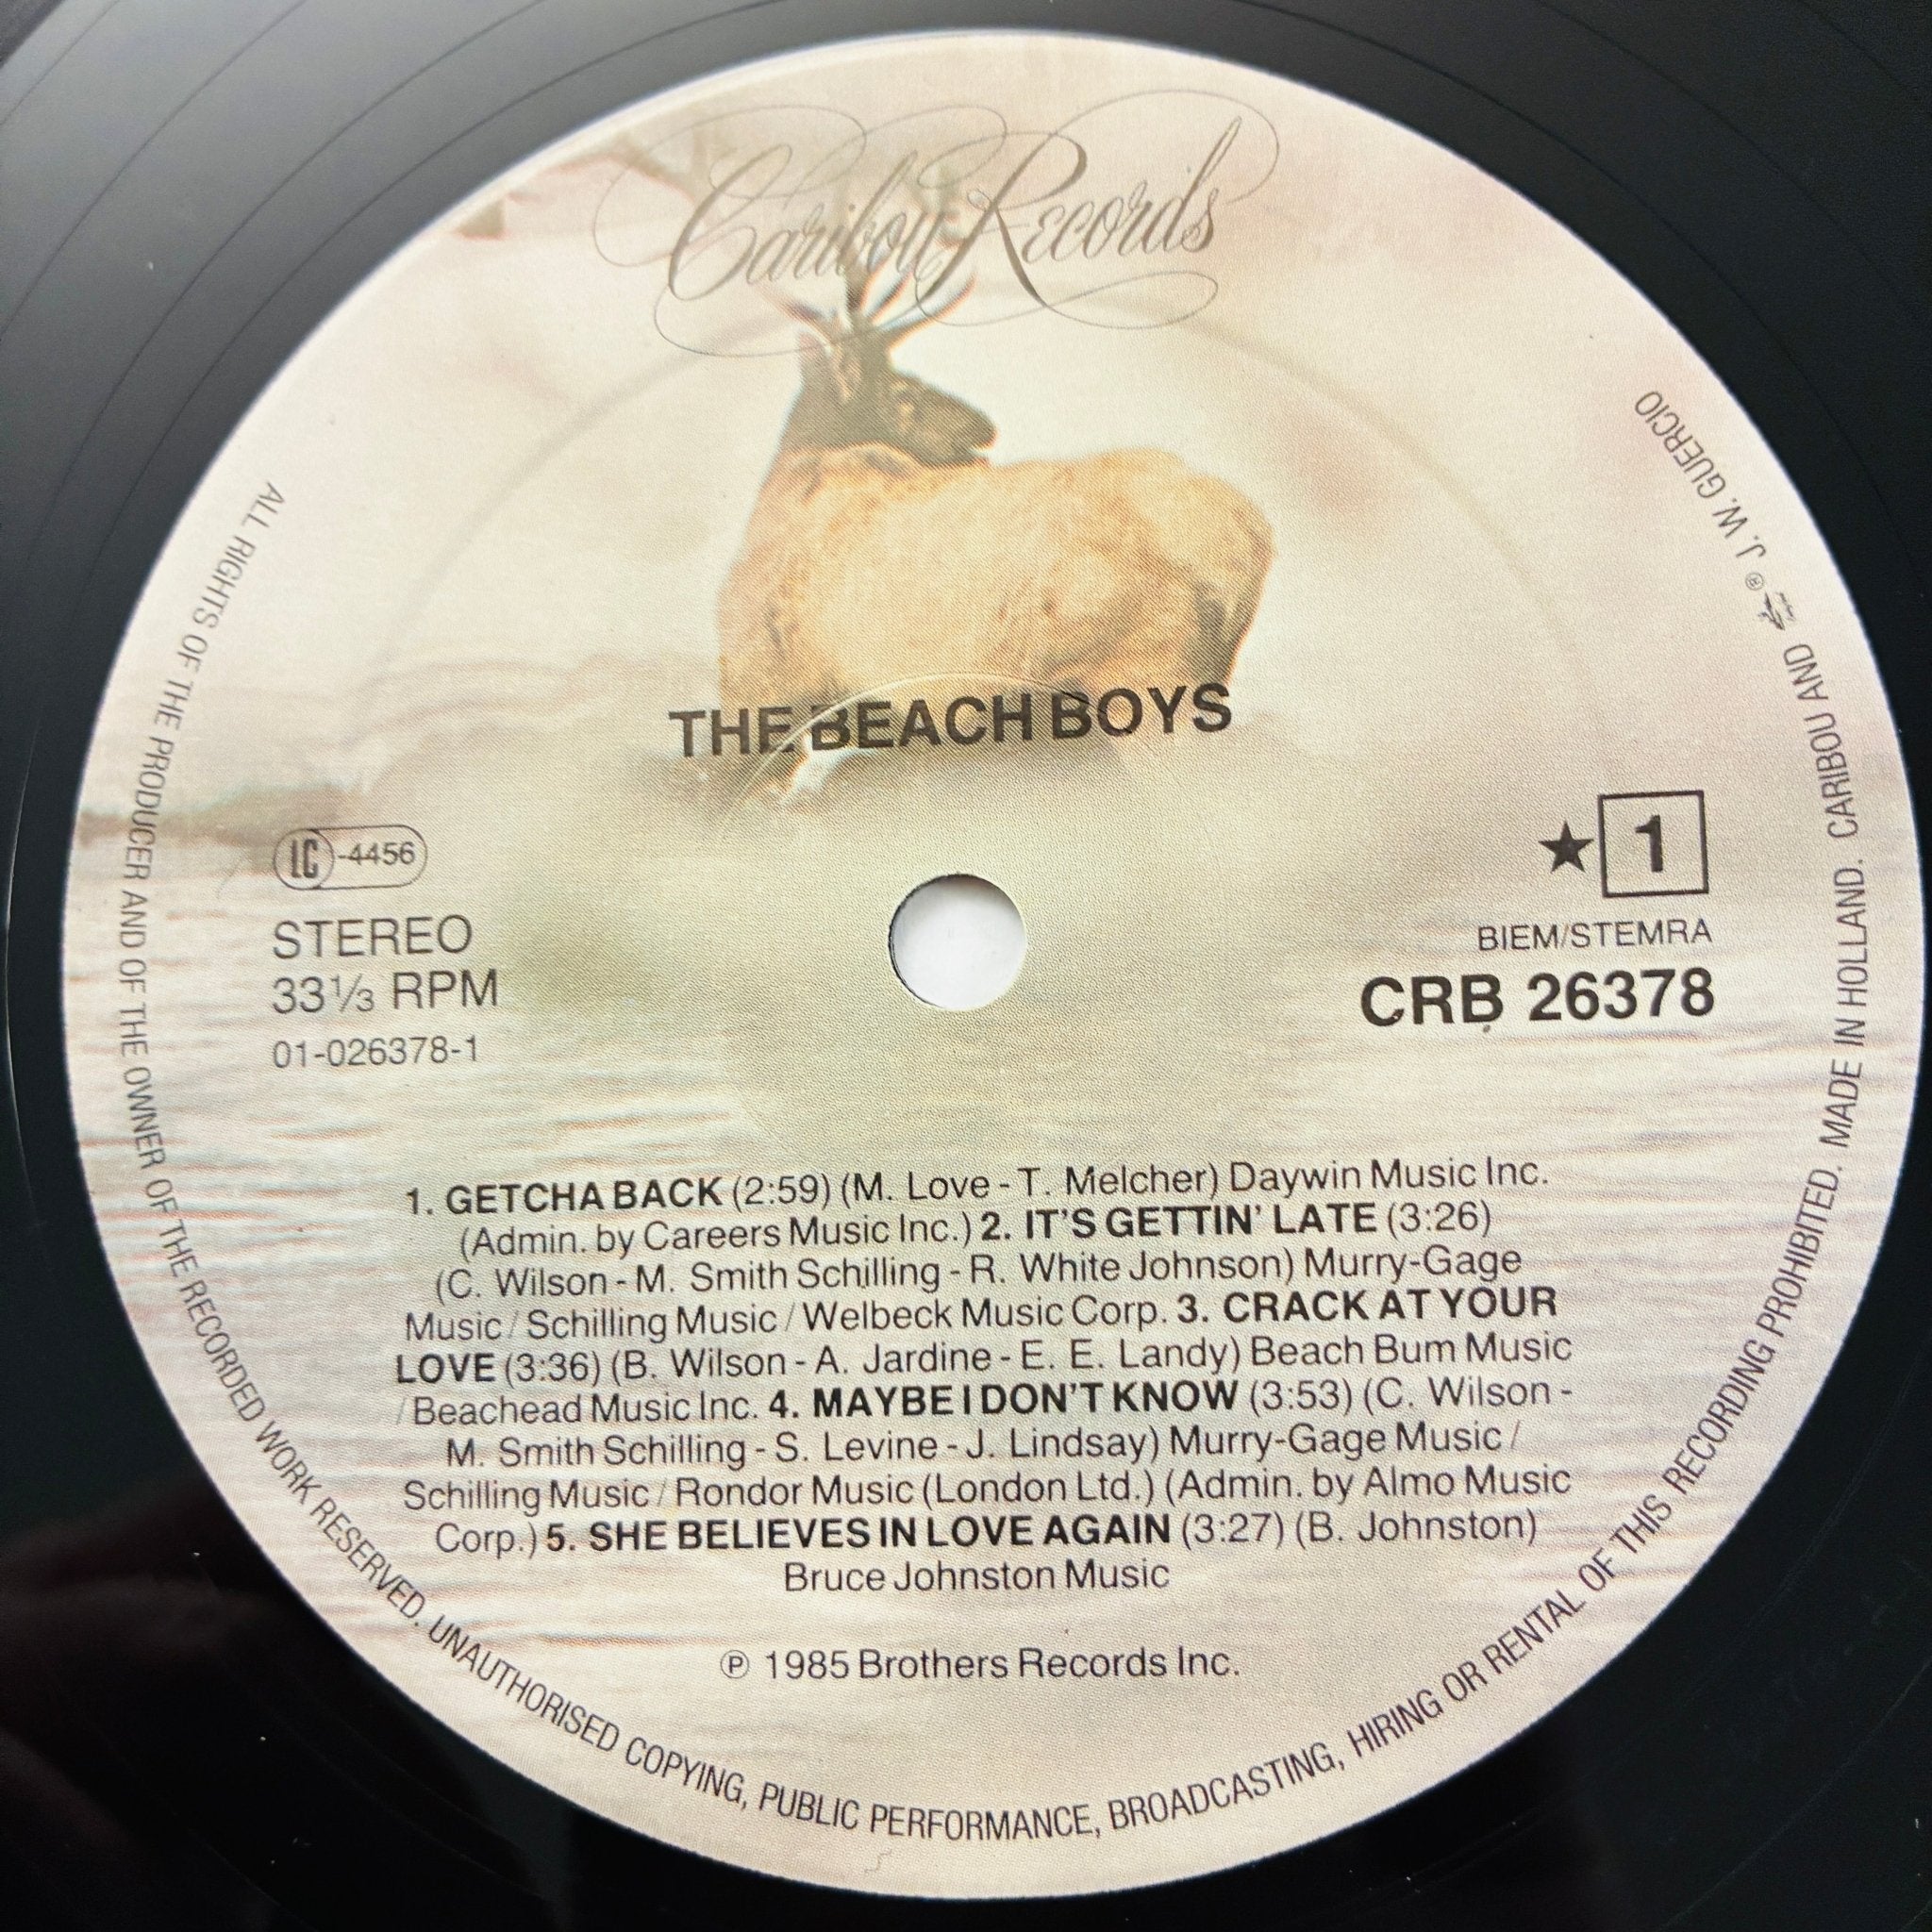 Caribou Records
THE BEACH BOYS
LC-4456
STEREO
33⅓ RPM
01-026378-1
★ 1
BIEM/STEMRA
CRB 26378
1. GETCHA BACK (2:59) (M. Love - T. Melcher) Daywin Music Inc.
(Admin. by Careers Music Inc.) 2. IT'S GETTIN' LATE (3:26)
(C. Wilson - M. Smith Schilling - R. White Johnson) Murry-Gage
Music / Schilling Music / Welbeck Music Corp. 3. CRACK AT YOUR
LOVE (3:36) (B. Wilson - A. Jardine - E. E. Landy) Beach Bum Music
/ Beachead Music Inc. 4. MAYBE I DON'T KNOW (3:53) (C. Wilson -
M. Smith Schilling - S. Levine - J. Lindsay) Murry-Gage Music /
Schilling Music / Rondor Music (London Ltd.) (Admin. by Almo Music
Corp.) 5. SHE BELIEVES IN LOVE AGAIN (3:27) (B. Johnston)
Bruce Johnston Music
℗ 1985 Brothers Records Inc.
ALL RIGHTS OF THE PRODUCER AND OF THE OWNER OF THE RECORDED WORK RESERVED. UNAUTHORISED COPYING, PUBLIC PERFORMANCE, BROADCASTING, HIRING OR RENTAL OF THIS RECORDING PROHIBITED. MADE IN HOLLAND. CARIBOU AND ® J. W. GUERCIO